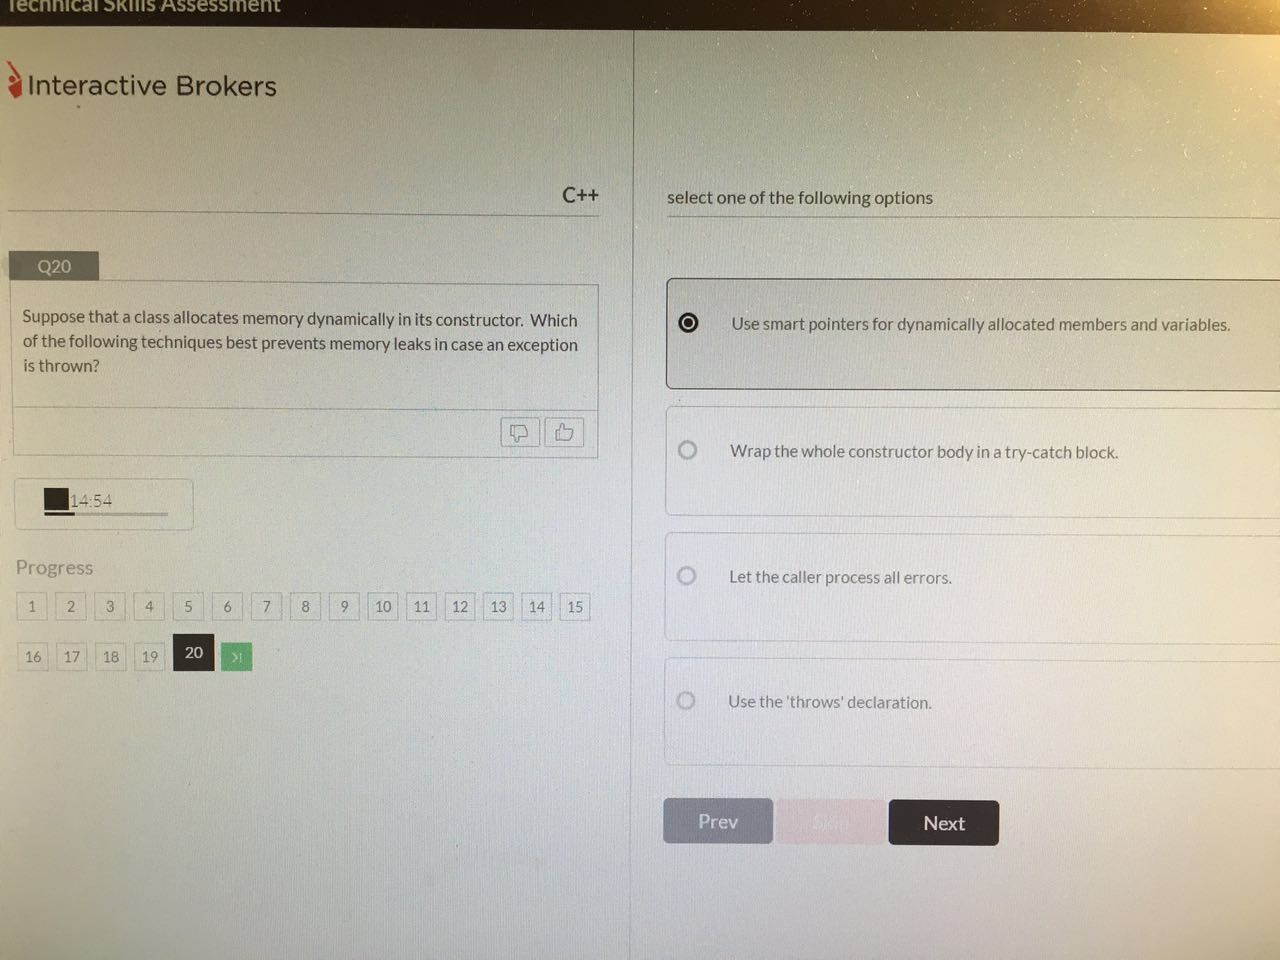 Technical Skills Assessment
Interactive Brokers
C++
Q20
Suppose that a class allocates memory dynamically in its constructor. Which
of the following techniques best prevents memory leaks in case an exception
is thrown?
14:54
Progress
1 2 3 4 5 6 7 8 9 10 11 12 13 14 15
16 17 18 19 20
select one of the following options
Use smart pointers for dynamically allocated members and variables.
Wrap the whole constructor body in a try-catch block.
Let the caller process all errors.
Use the 'throws' declaration.
Prev Skip Next